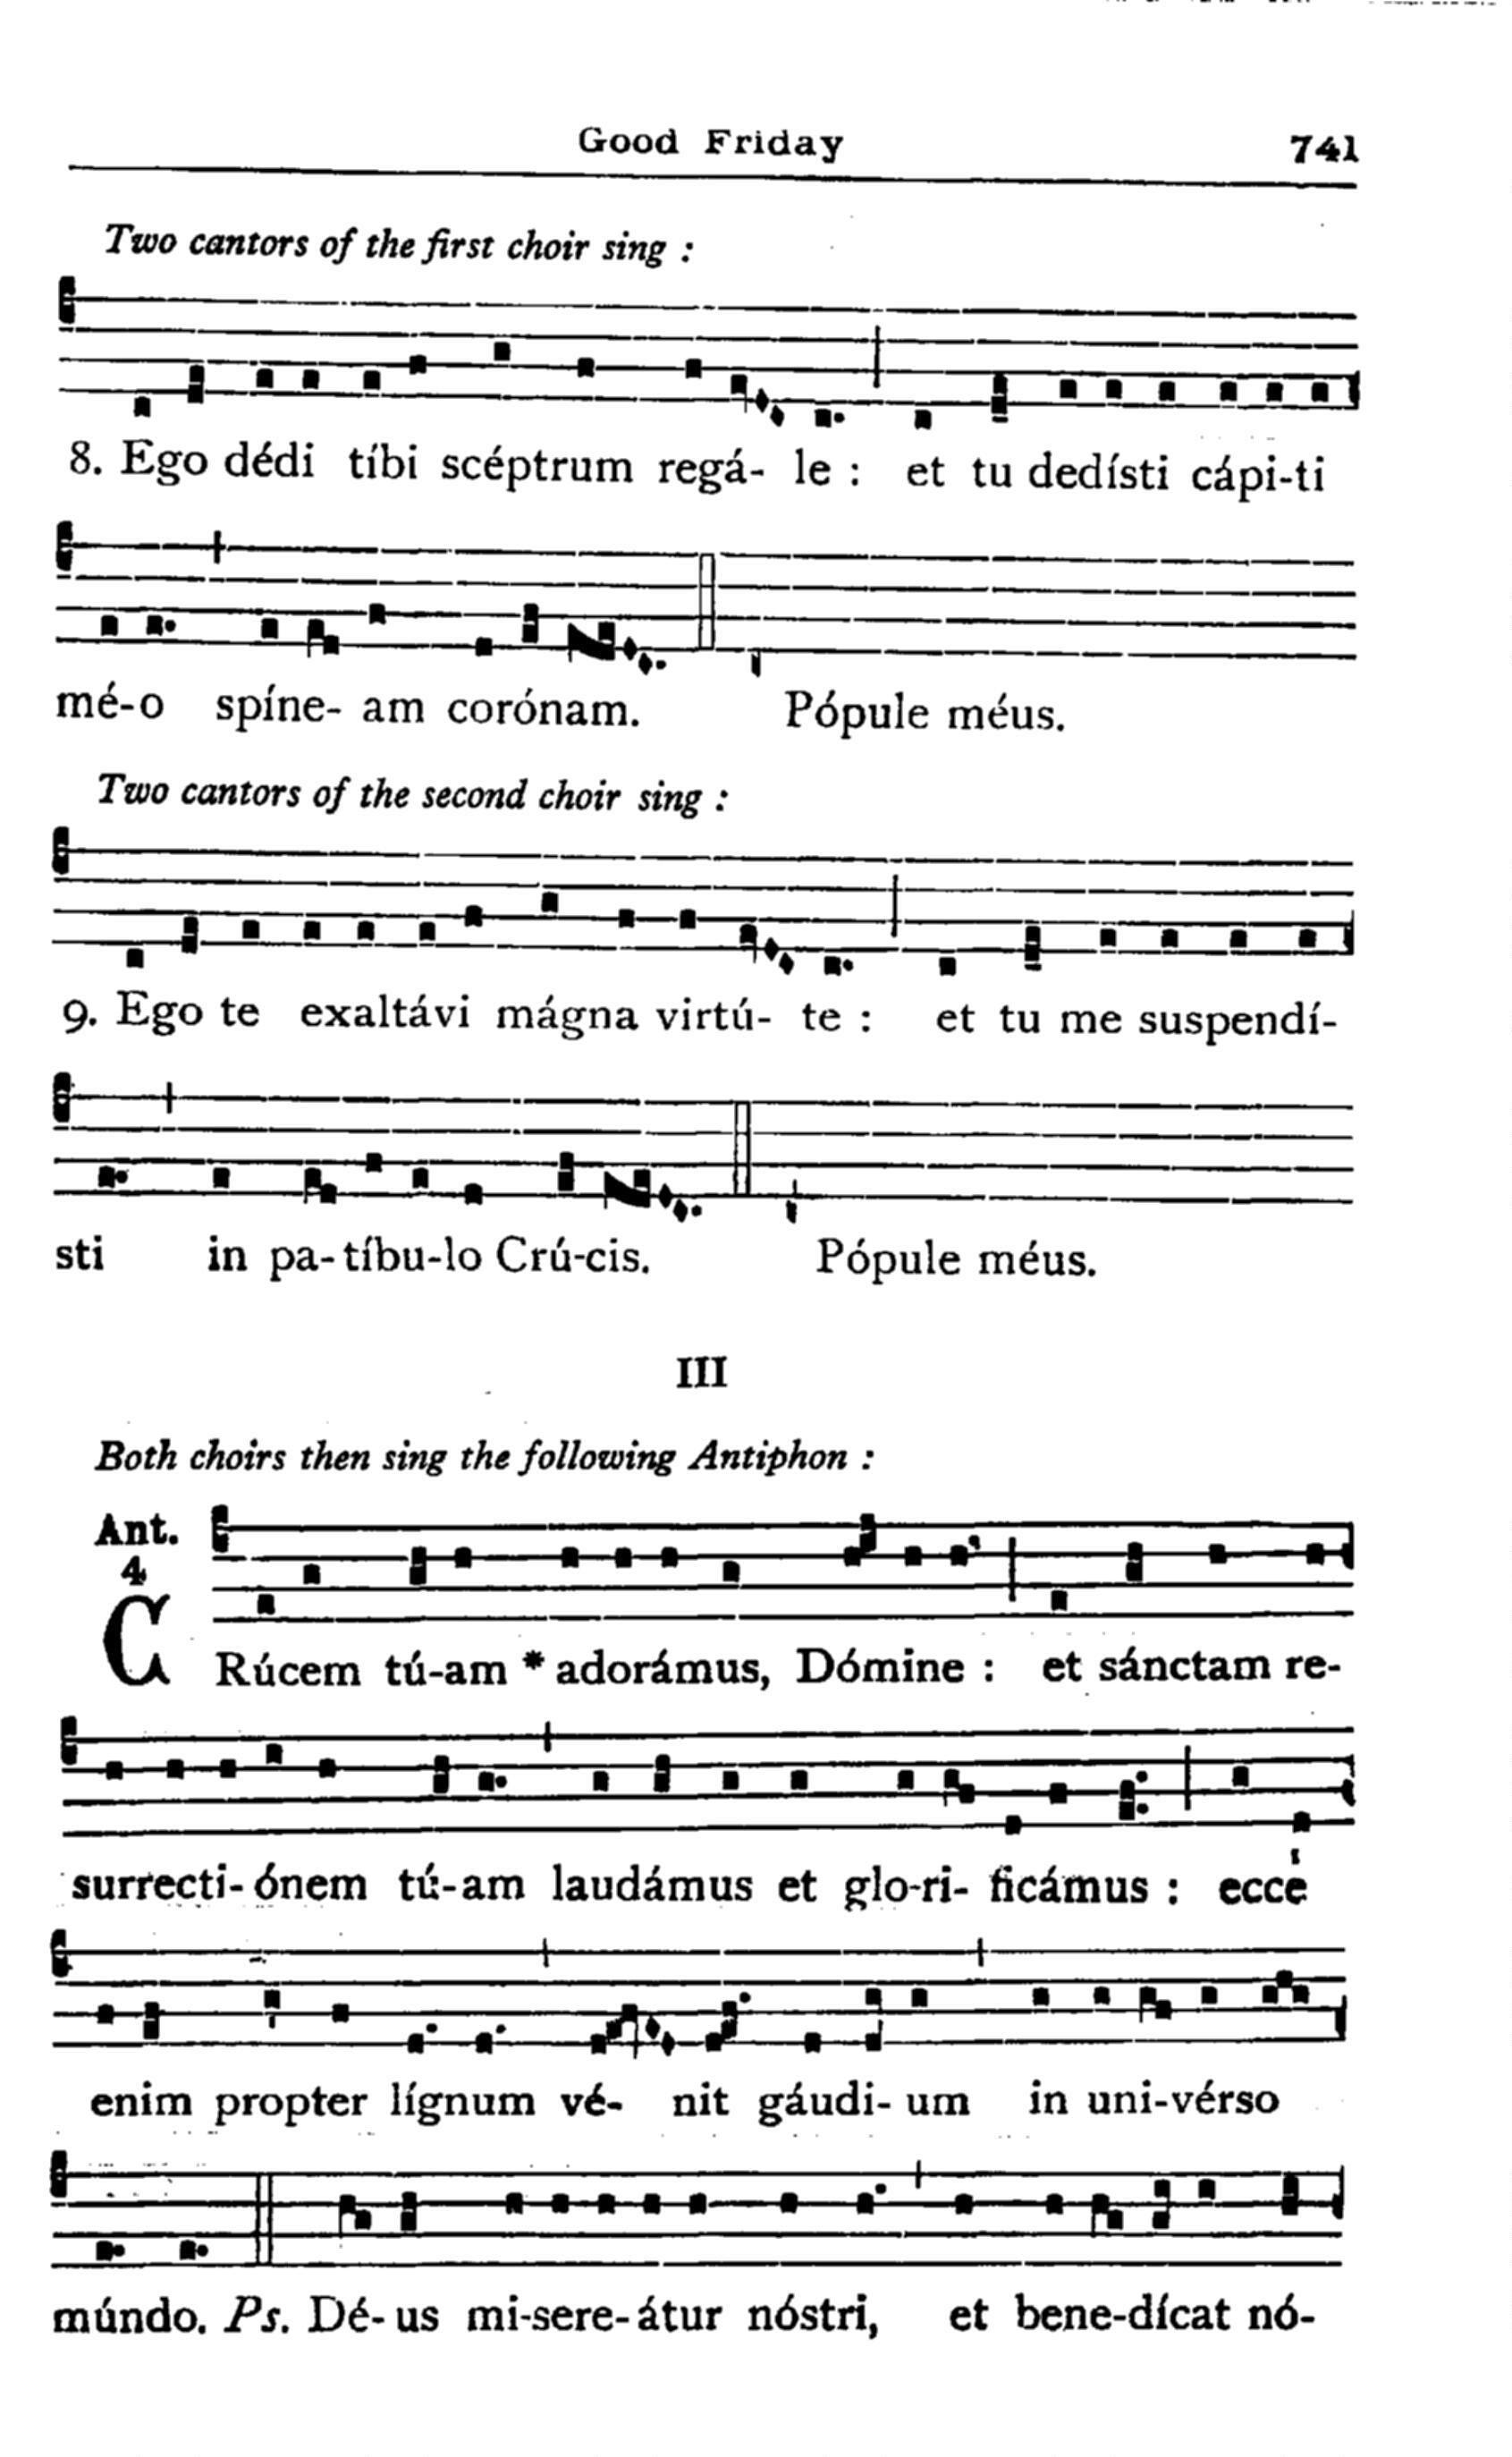 Good Friday 741
Two cantors of the first choir sing :
8. Ego dédi tíbi scéptrum regá- le : et tu dedísti cápi-ti
mé-o spíne- am corónam. Pópule méus.
Two cantors of the second choir sing :
9. Ego te exaltávi mágna virtú- te : et tu me suspendí-
sti in pa-tíbu-lo Crú-cis. Pópule méus.
III
Both choirs then sing the following Antiphon :
Ant.
4
CRúcem tú-am * adorámus, Dómine : et sánctam re-
surrecti-ónem tú-am laudámus et glo-ri- ficámus : ecce
enim propter lígnum vé- nit gáudi- um in uni-vérso
múndo. Ps. Dé- us mi-sere-átur nóstri, et bene-dícat nó-